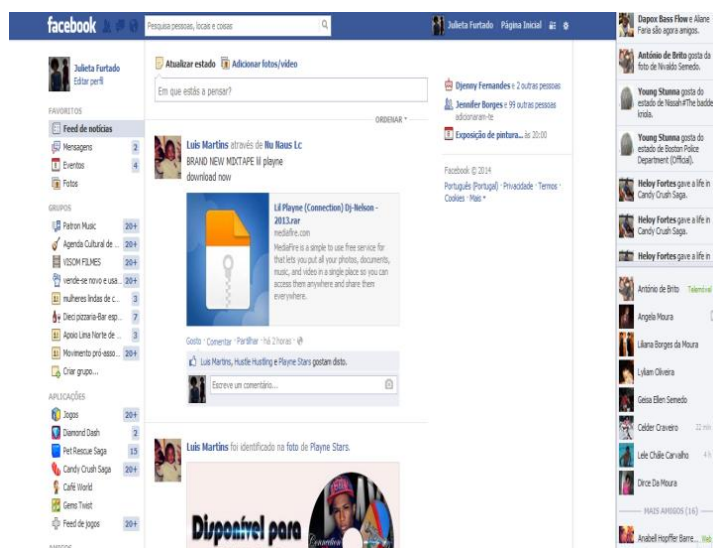 facebook
Pesquisa pessoas, locais e coisas
Julieta Furtado
Página Inicial
Julieta Furtado
Editar perfil
FAVORITOS
Feed de notícias
Mensagens 2
Eventos 4
Fotos
GRUPOS
Patron Music 20+
Agenda Cultural de ... 20+
VISOM FILMES 20+
vende-se novo e usa... 20+
mulheres lindas de c... 3
Dieci pizzaria-Bar esp... 7
Apoio Lima Norte de ... 3
Movimento pró-asso... 20+
Criar grupo...
APLICAÇÕES
Jogos 20+
Diamond Dash 2
Pet Rescue Saga 15
Candy Crush Saga 20+
Café World
Gems Twist
Feed de jogos 20+
AMIGOS
Atualizar estado Adicionar fotos/vídeo
Em que estás a pensar?
ORDENAR
Luis Martins através de Nu Naus Lc
BRAND NEW MIXTAPE lil playne
download now
Lil Playne (Connection) Dj-Nelson -
2013.rar
mediafire.com
MediaFire is a simple to use free service for
that lets you put all your photos, documents,
music, and video in a single place so you can
access them anywhere and share them
everywhere.
Gosto · Comentar · Partilhar · há 2 horas ·
Luis Martins, Hustle Hustling e Playne Stars gostam disto.
Escreve um comentário...
Luis Martins foi identificado na foto de Playne Stars.
Disponível para
Connection
Djenny Fernandes e 2 outras pessoas
Jennifer Borges e 99 outras pessoas
adicionaram-te
Exposição de pintura... às 20:00
Facebook © 2014
Português (Portugal) · Privacidade · Termos ·
Cookies · Mais
Dapox Bass Flow e Aliane
Faria são agora amigos.
António de Brito gosta da
foto de Nivaldo Semedo.
Young Stunna gosta do
estado de Nissah#The badde
kriola.
Young Stunna gosta do
estado de Boston Police
Department (Official).
Heloy Fortes gave a life in
Candy Crush Saga.
Heloy Fortes gave a life in
Candy Crush Saga.
Heloy Fortes gave a life in
António de Brito Telemóvel
Angela Moura
Liliana Borges da Moura
Lyliam Oliveira
Geisa Ellen Semedo
Celder Craveiro 22 min
Lele Chále Carvalho 4 h
Dirce Da Moura
MAIS AMIGOS (16)
Anabell Hopffer Barre... Web